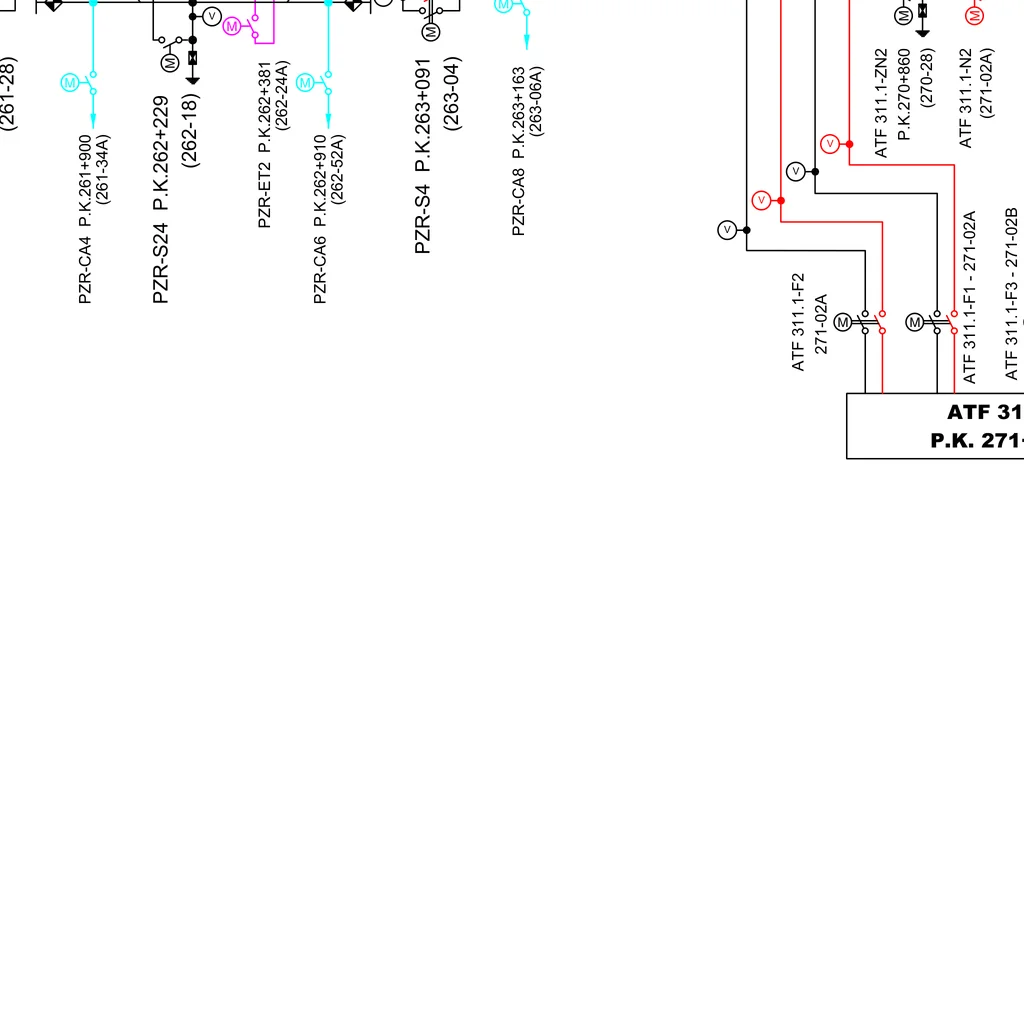 (261-28)
PZR-CA4 P.K.261+900
(261-34A)
PZR-S24 P.K.262+229
(262-18)
PZR-ET2 P.K.262+381
(262-24A)
PZR-CA6 P.K.262+910
(262-52A)
PZR-S4 P.K.263+091
(263-04)
PZR-CA8 P.K.263+163
(263-06A)
ATF 311.1-ZN2
P.K.270+860
(270-28)
ATF 311.1-N2
(271-02A)
M
M
V
M
M
M
M
M
M
V
V
V
V
ATF 311.1-F2
271-02A
M
M
ATF 311.1-F1 - 271-02A
ATF 311.1-F3 - 271-02B
ATF 31
P.K. 271